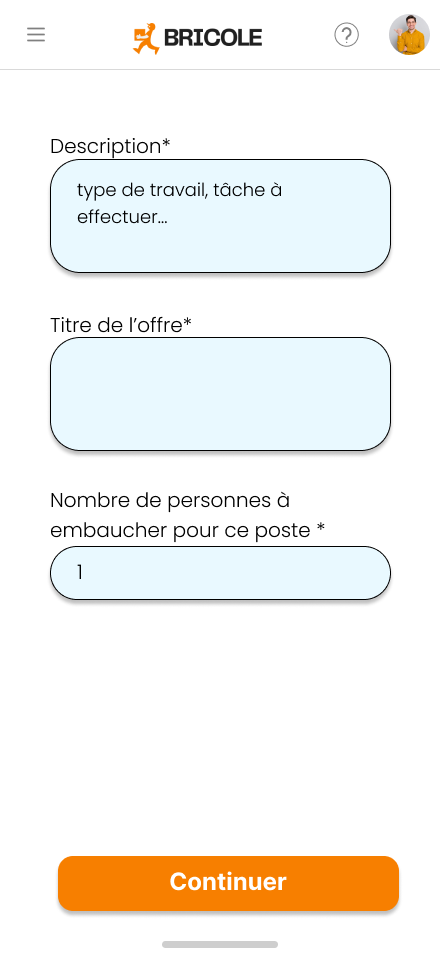 BRICOLE
Description*
type de travail, tâche à
effectuer...
Titre de l’offre*
Nombre de personnes à
embaucher pour ce poste *
1
Continuer